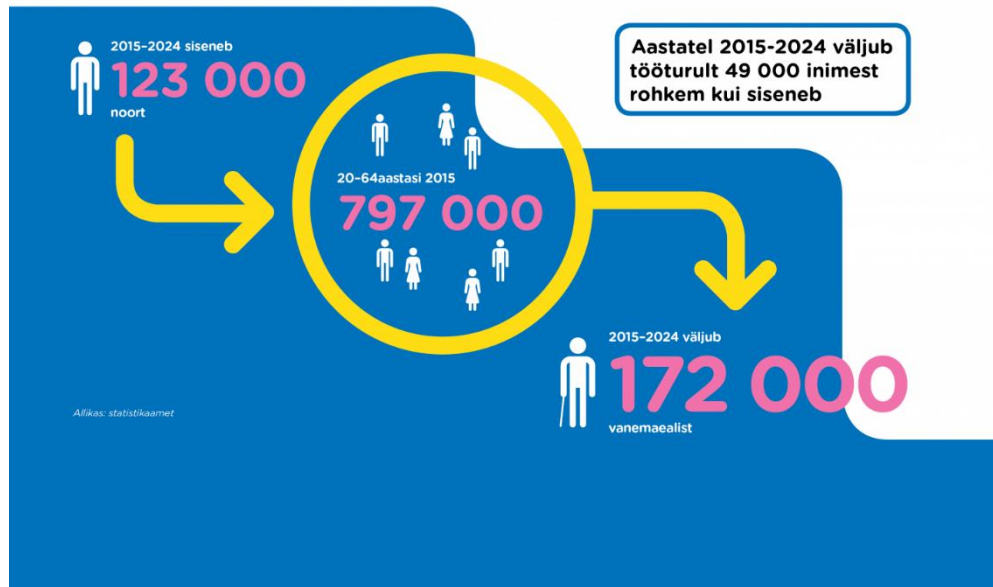 2015–2024 siseneb
123 000
noort
Aastatel 2015-2024 väljub
tööturult 49 000 inimest
rohkem kui siseneb
20–64aastasi 2015
797 000
2015–2024 väljub
172 000
vanemaealist
Allikas: statistikaamet